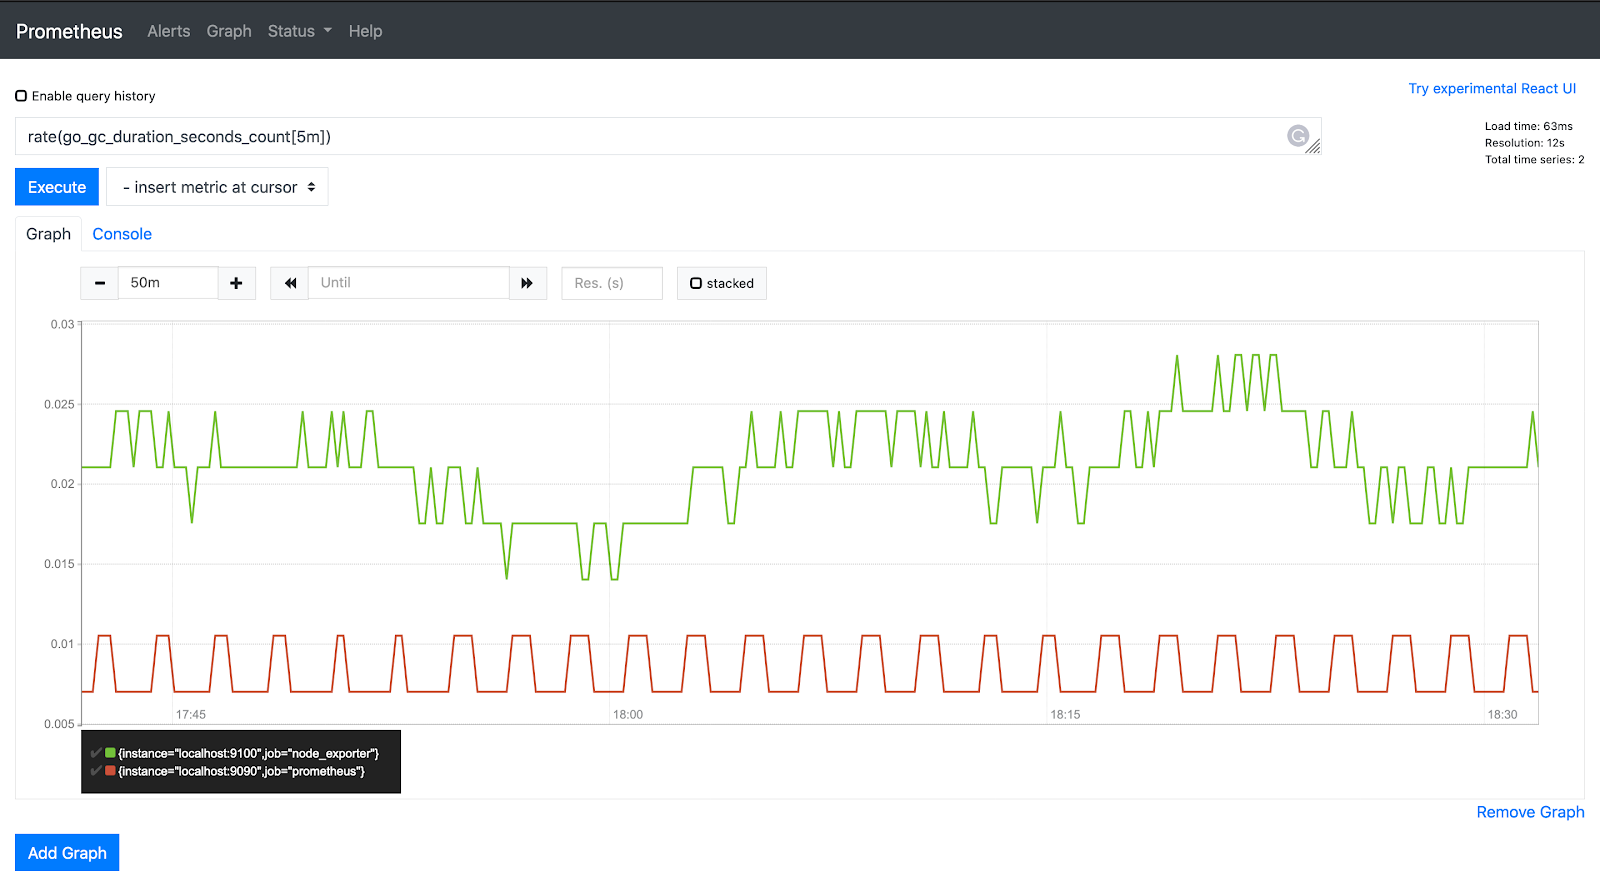 Prometheus Alerts Graph Status Help
Enable query history
Try experimental React UI
rate(go_gc_duration_seconds_count[5m])
Load time: 63ms
Resolution: 12s
Total time series: 2
Execute - insert metric at cursor
Graph Console
50m Until Res. (s) stacked
0.03
0.025
0.02
0.015
0.01
0.005
17:45 18:00 18:15 18:30
{instance="localhost:9100",job="node_exporter"}
{instance="localhost:9090",job="prometheus"}
Remove Graph
Add Graph